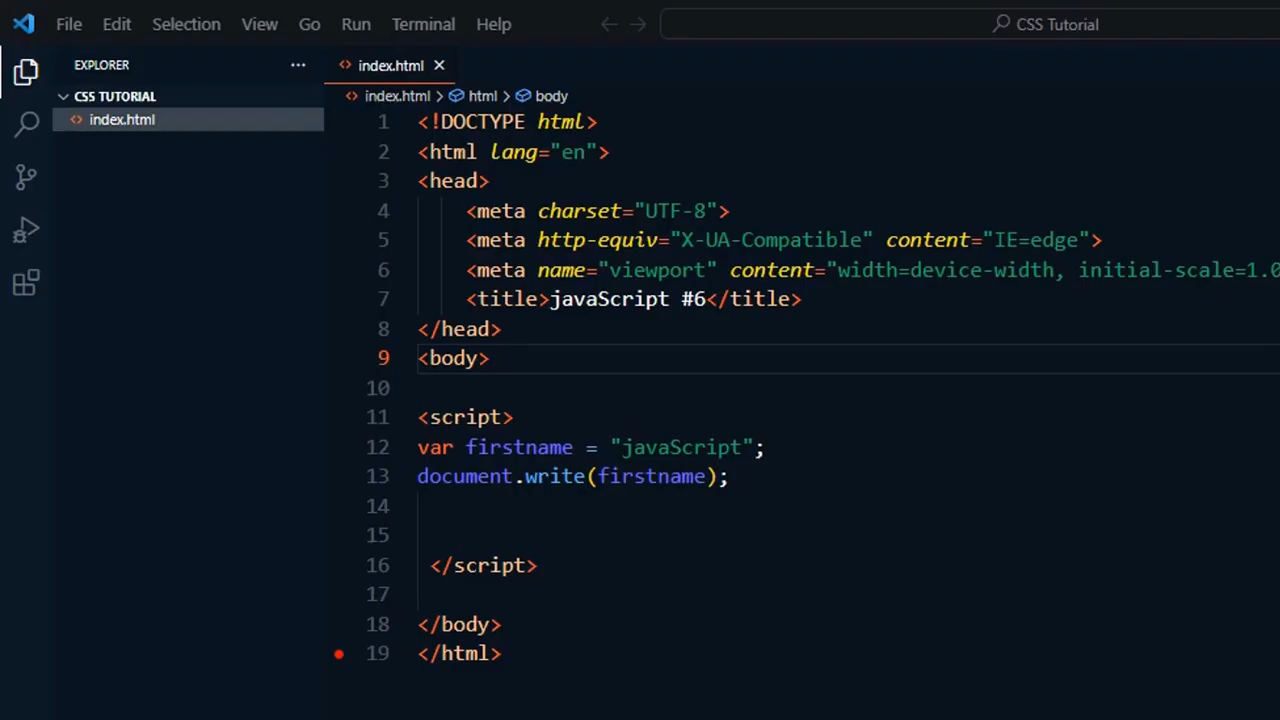 File Edit Selection View Go Run Terminal Help CSS Tutorial
EXPLORER
index.html
CSS TUTORIAL
index.html
index.html html body
1 <!DOCTYPE html>
2 <html lang="en">
3 <head>
4 <meta charset="UTF-8">
5 <meta http-equiv="X-UA-Compatible" content="IE=edge">
6 <meta name="viewport" content="width=device-width, initial-scale=1.0
7 <title>javaScript #6</title>
8 </head>
9 <body>
10
11 <script>
12 var firstname = "javaScript";
13 document.write(firstname);
14
15
16 </script>
17
18 </body>
19 </html>